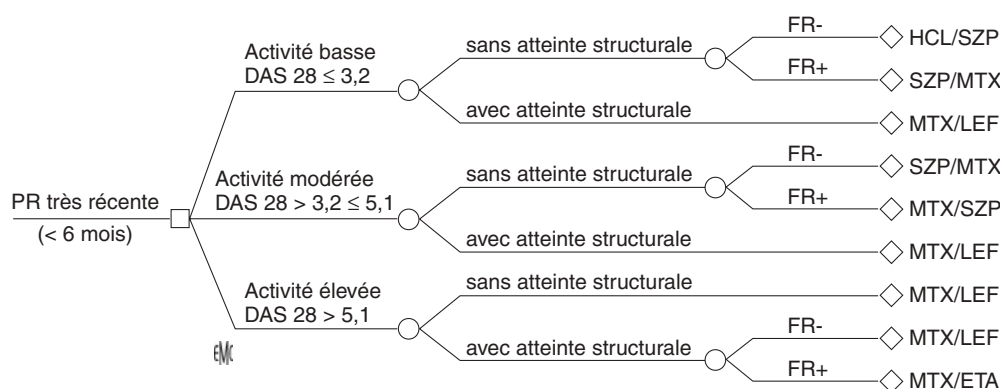 FR-
HCL/SZP
Activité basse
DAS 28 ≤ 3,2
sans atteinte structurale
FR+
SZP/MTX
avec atteinte structurale
MTX/LEF
FR-
SZP/MTX
PR très récente
(< 6 mois)
Activité modérée
DAS 28 > 3,2 ≤ 5,1
sans atteinte structurale
FR+
MTX/SZP
avec atteinte structurale
MTX/LEF
Activité élevée
DAS 28 > 5,1
sans atteinte structurale
MTX/LEF
FR-
MTX/LEF
avec atteinte structurale
FR+
MTX/ETA